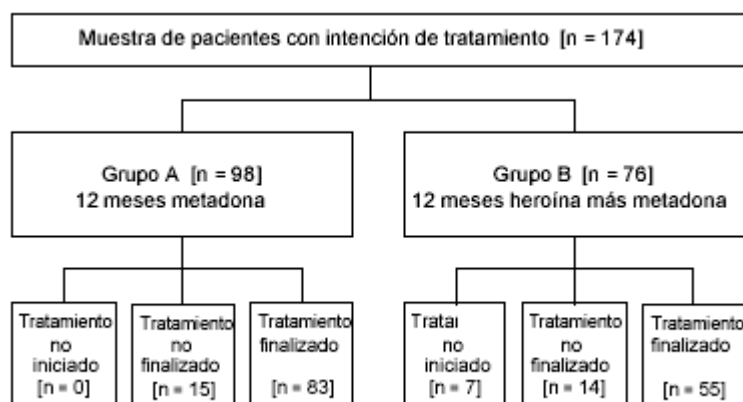 Muestra de pacientes con intención de tratamiento [n = 174]
Grupo A [n = 98]
12 meses metadona
Grupo B [n = 76]
12 meses heroína más metadona
Tratamiento
no
iniciado
[n = 0]
Tratamiento
no
finalizado
[n = 15]
Tratamiento
finalizado
[n = 83]
Tratai
no
iniciado
[n = 7]
Tratamiento
no
finalizado
[n = 14]
Tratamiento
finalizado
[n = 55]